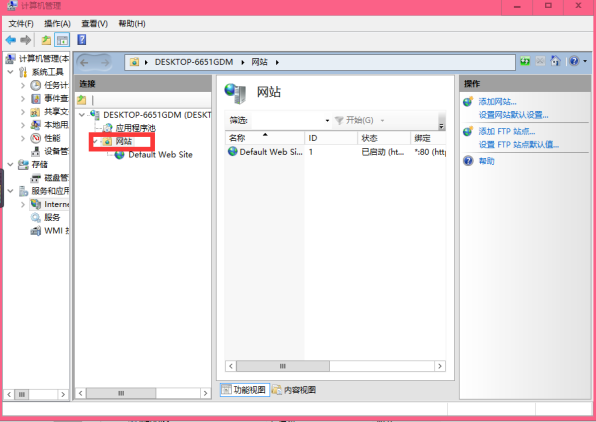 计算机管理
文件(F) 操作(A) 查看(V) 帮助(H)
计算机管理(本
系统工具
任务计
事件查
共享文
本地用
性能
设备管
存储
磁盘管
服务和应用
Interne
服务
WMI 控
DESKTOP-6651GDM 网站
连接
DESKTOP-6651GDM (DESKT
应用程序池
网站
Default Web Site
网站
筛选: 开始(G)
名称 ID 状态 绑定
Default Web Si... 1 已启动 (ht... *:80 (http
功能视图 内容视图
操作
添加网站...
设置网站默认设置...
添加 FTP 站点...
设置 FTP 站点默认值...
帮助